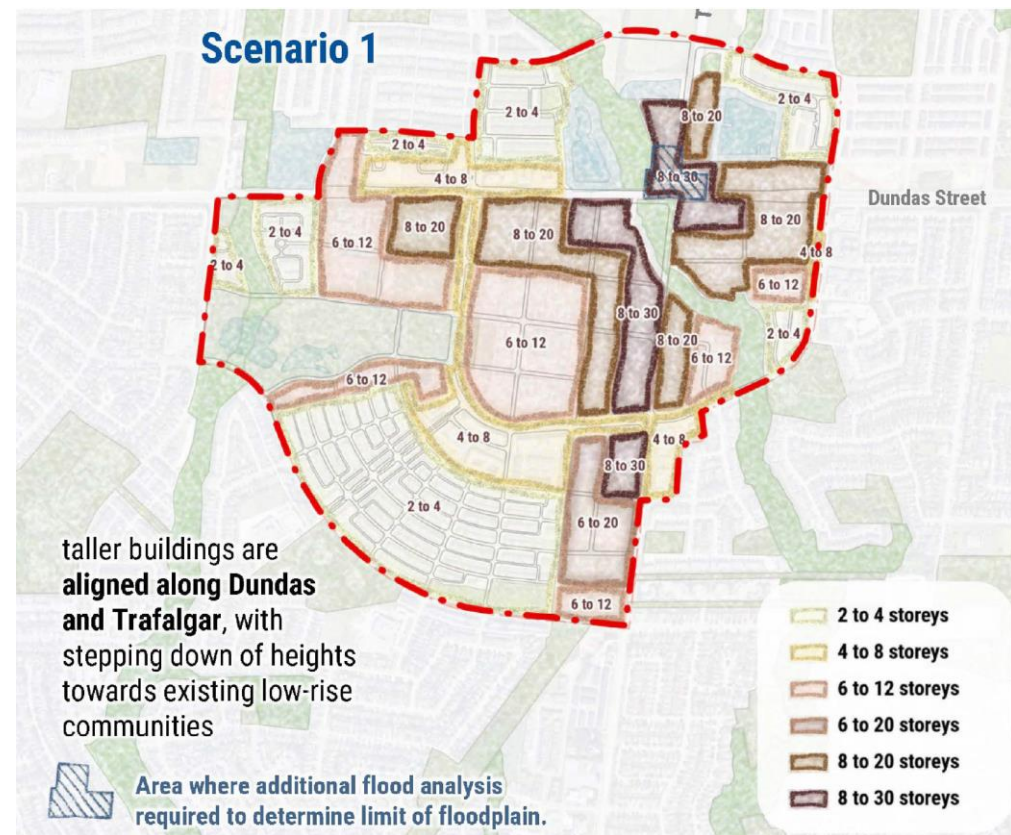 Scenario 1
T
2 to 4
8 to 20
2 to 4
2 to 4
4 to 8
8 to 30
Dundas Street
8 to 20
8 to 20
8 to 20
2 to 4
6 to 12
4 to 8
2 to 4
6 to 12
8 to 30
2 to 4
8 to 20
6 to 12
6 to 12
6 to 12
4 to 8
4 to 8
8 to 30
2 to 4
6 to 20
6 to 12
taller buildings are
aligned along Dundas
and Trafalgar, with
stepping down of heights
towards existing low-rise
communities
Area where additional flood analysis
required to determine limit of floodplain.
2 to 4 storeys
4 to 8 storeys
6 to 12 storeys
6 to 20 storeys
8 to 20 storeys
8 to 30 storeys